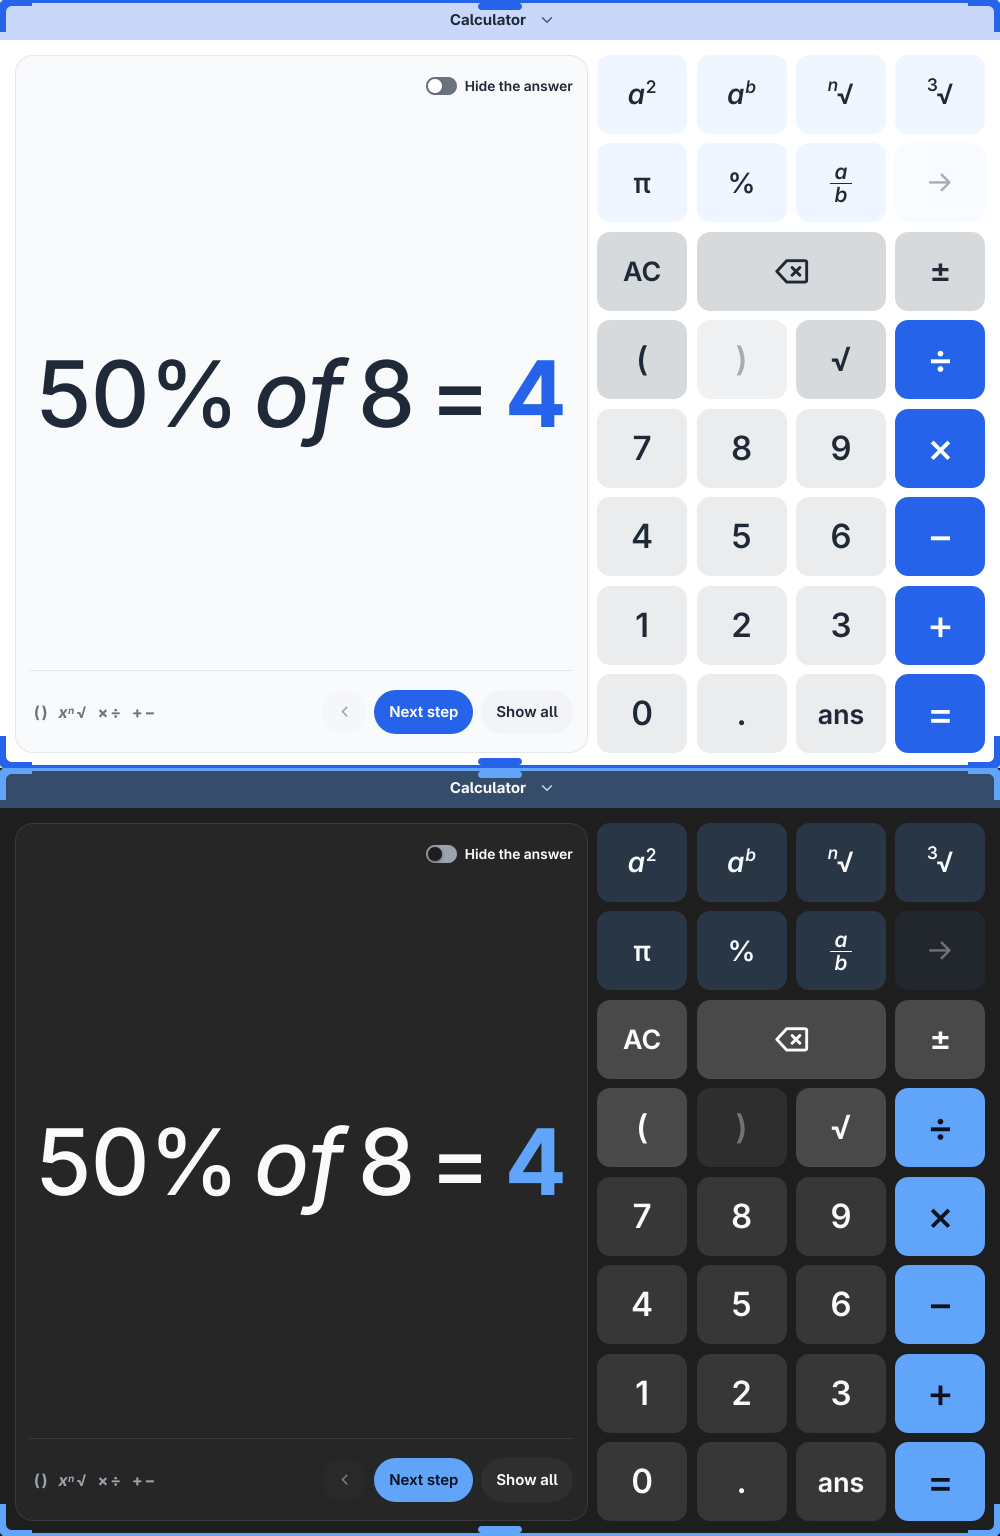 Calculator
Hide the answer
50% of 8 = 4
() xⁿ√ ×÷ +−
Next step Show all
a² aᵇ ⁿ√ ³√
π % a/b →
AC ±
( ) √ ÷
7 8 9 ×
4 5 6 −
1 2 3 +
0 . ans =
Calculator
Hide the answer
50% of 8 = 4
() xⁿ√ ×÷ +−
Next step Show all
a² aᵇ ⁿ√ ³√
π % a/b →
AC ±
( ) √ ÷
7 8 9 ×
4 5 6 −
1 2 3 +
0 . ans =